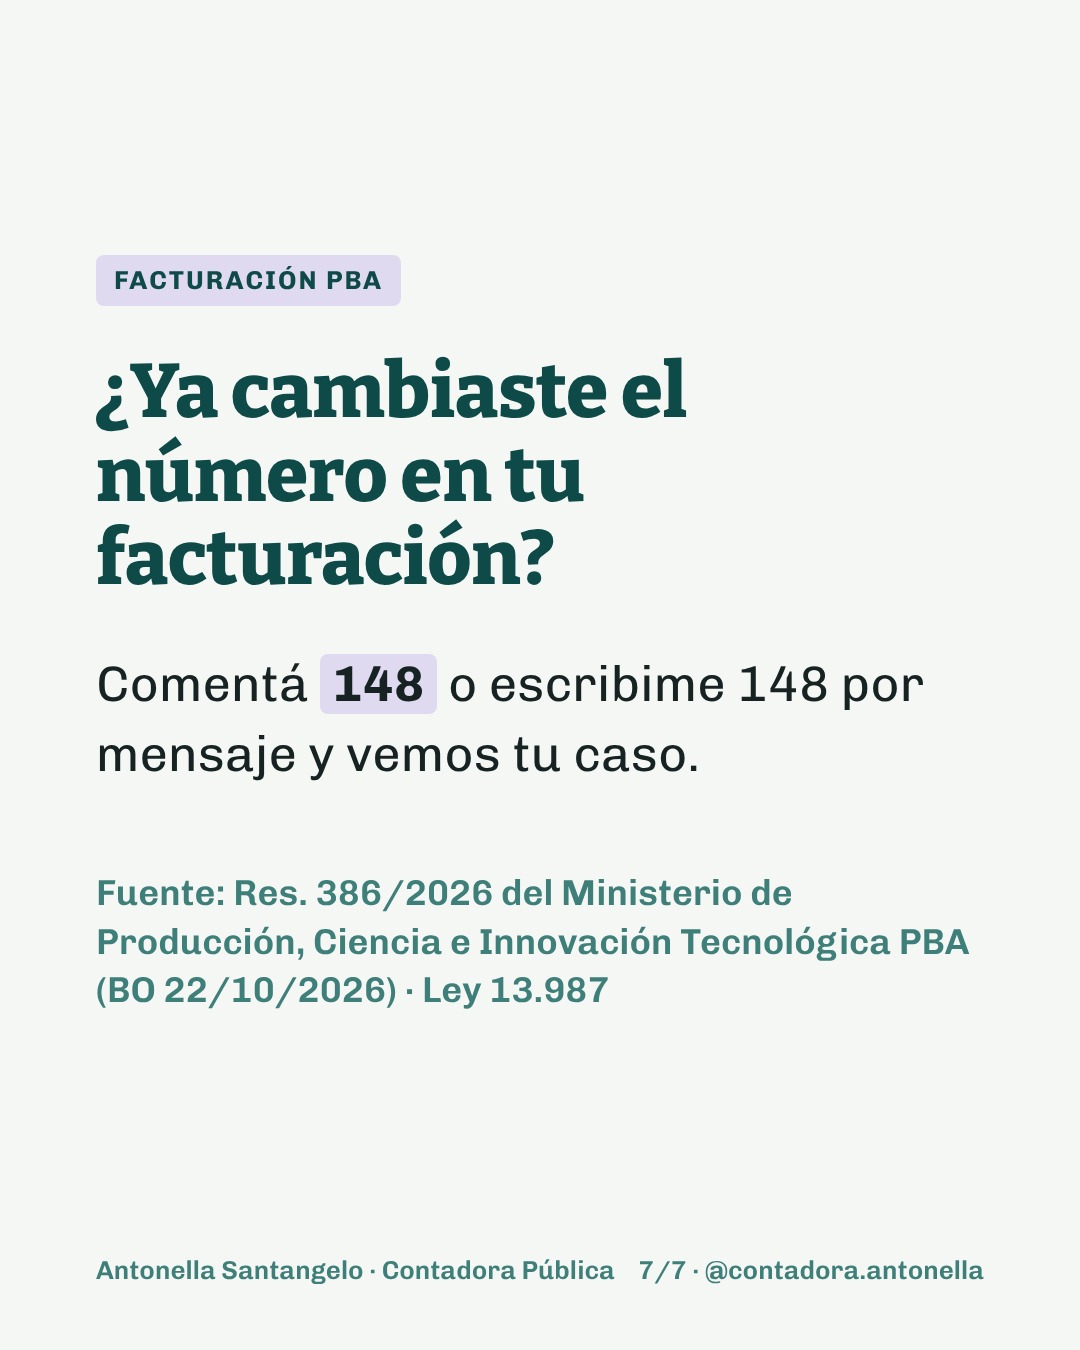 FACTURACIÓN PBA
¿Ya cambiaste el
número en tu
facturación?
Comentá 148 o escribime 148 por
mensaje y vemos tu caso.
Fuente: Res. 386/2026 del Ministerio de
Producción, Ciencia e Innovación Tecnológica PBA
(BO 22/10/2026) · Ley 13.987
Antonella Santangelo · Contadora Pública 7/7 · @contadora.antonella